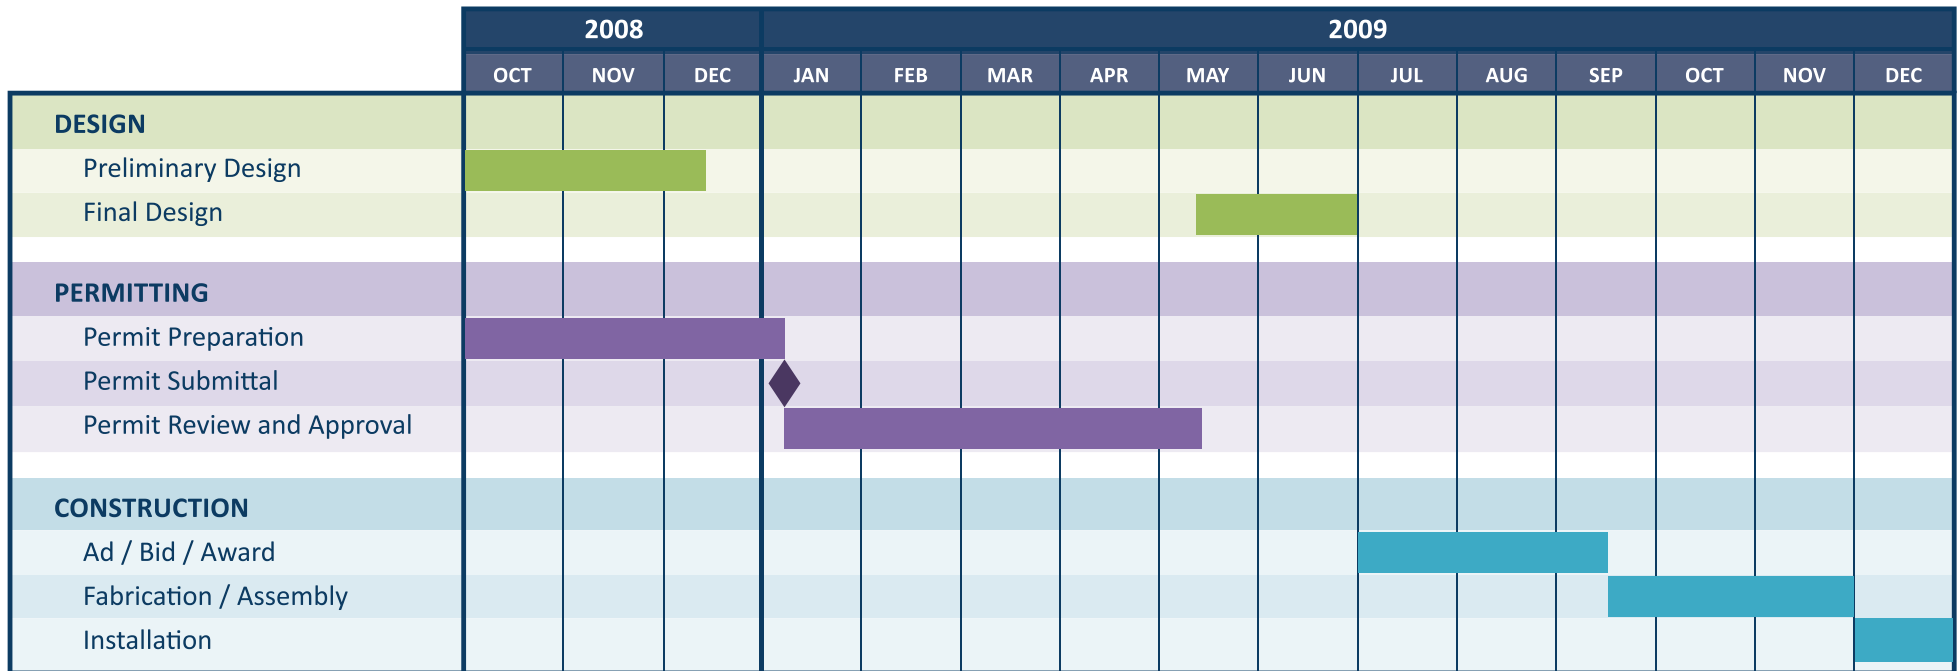 2008 2009
OCT NOV DEC JAN FEB MAR APR MAY JUN JUL AUG SEP OCT NOV DEC
DESIGN
Preliminary Design
Final Design
PERMITTING
Permit Preparation
Permit Submittal
Permit Review and Approval
CONSTRUCTION
Ad / Bid / Award
Fabrication / Assembly
Installation